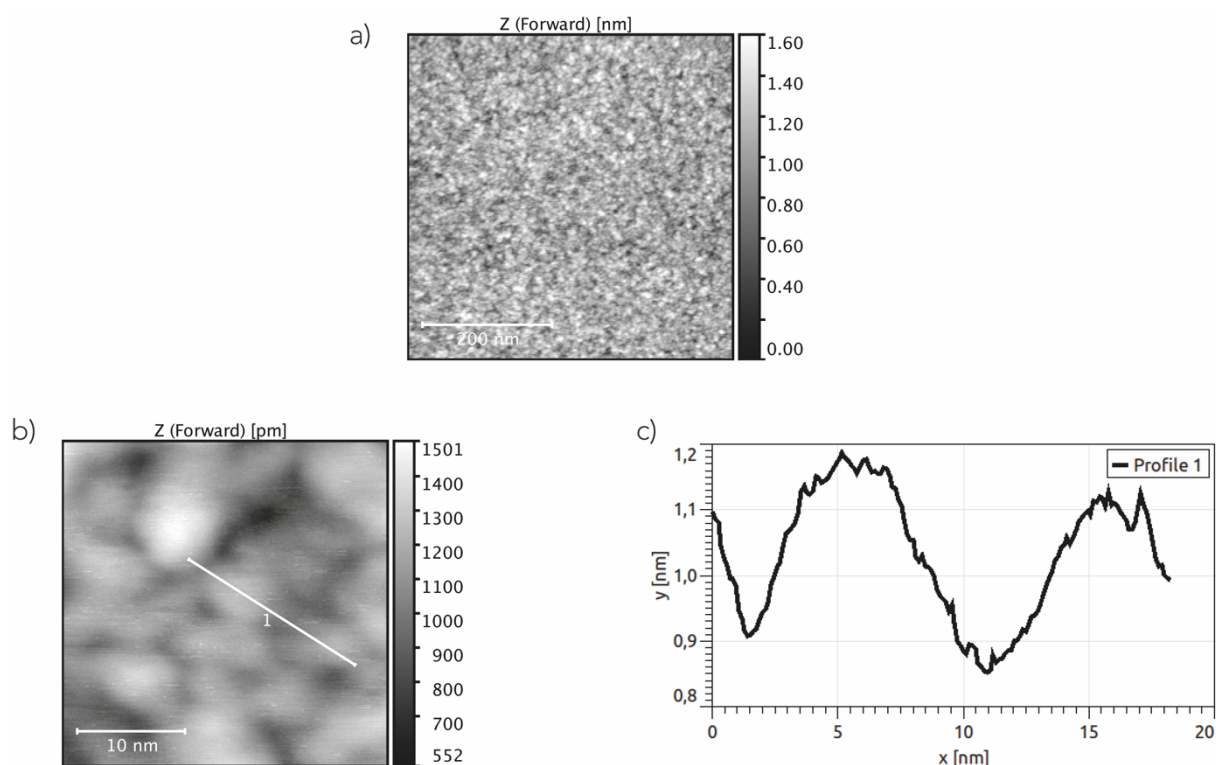 a)
Z (Forward) [nm]
1.60
1.40
1.20
1.00
0.80
0.60
0.40
0.00
200 nm
b)
Z (Forward) [pm]
1501
1400
1300
1200
1100
1000
900
800
700
552
1
10 nm
c)
1,2
1,1
1,0
0,9
0,8
y [nm]
Profile 1
0 5 10 15 20
x [nm]